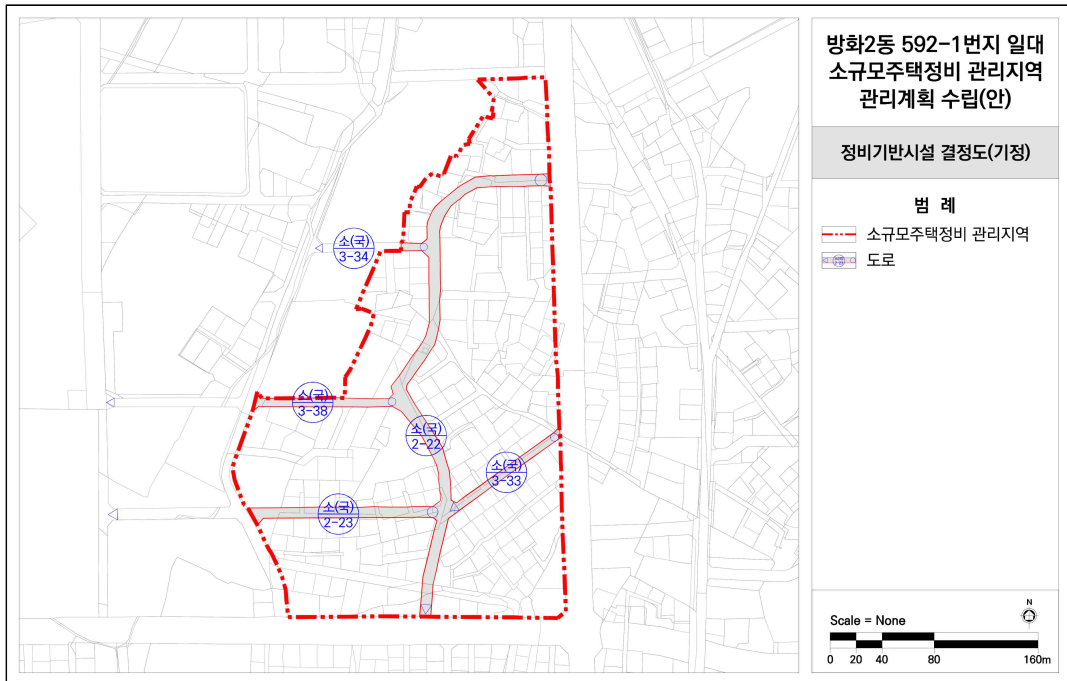 방화2동 592-1번지 일대
소규모주택정비 관리지역
관리계획 수립(안)
정비기반시설 결정도(기정)
범 례
소규모주택정비 관리지역
도로
소(국)
3-34
소(국)
3-38
소(국)
2-22
소(국)
3-33
소(국)
2-23
N
Scale = None
0 20 40 80 160m